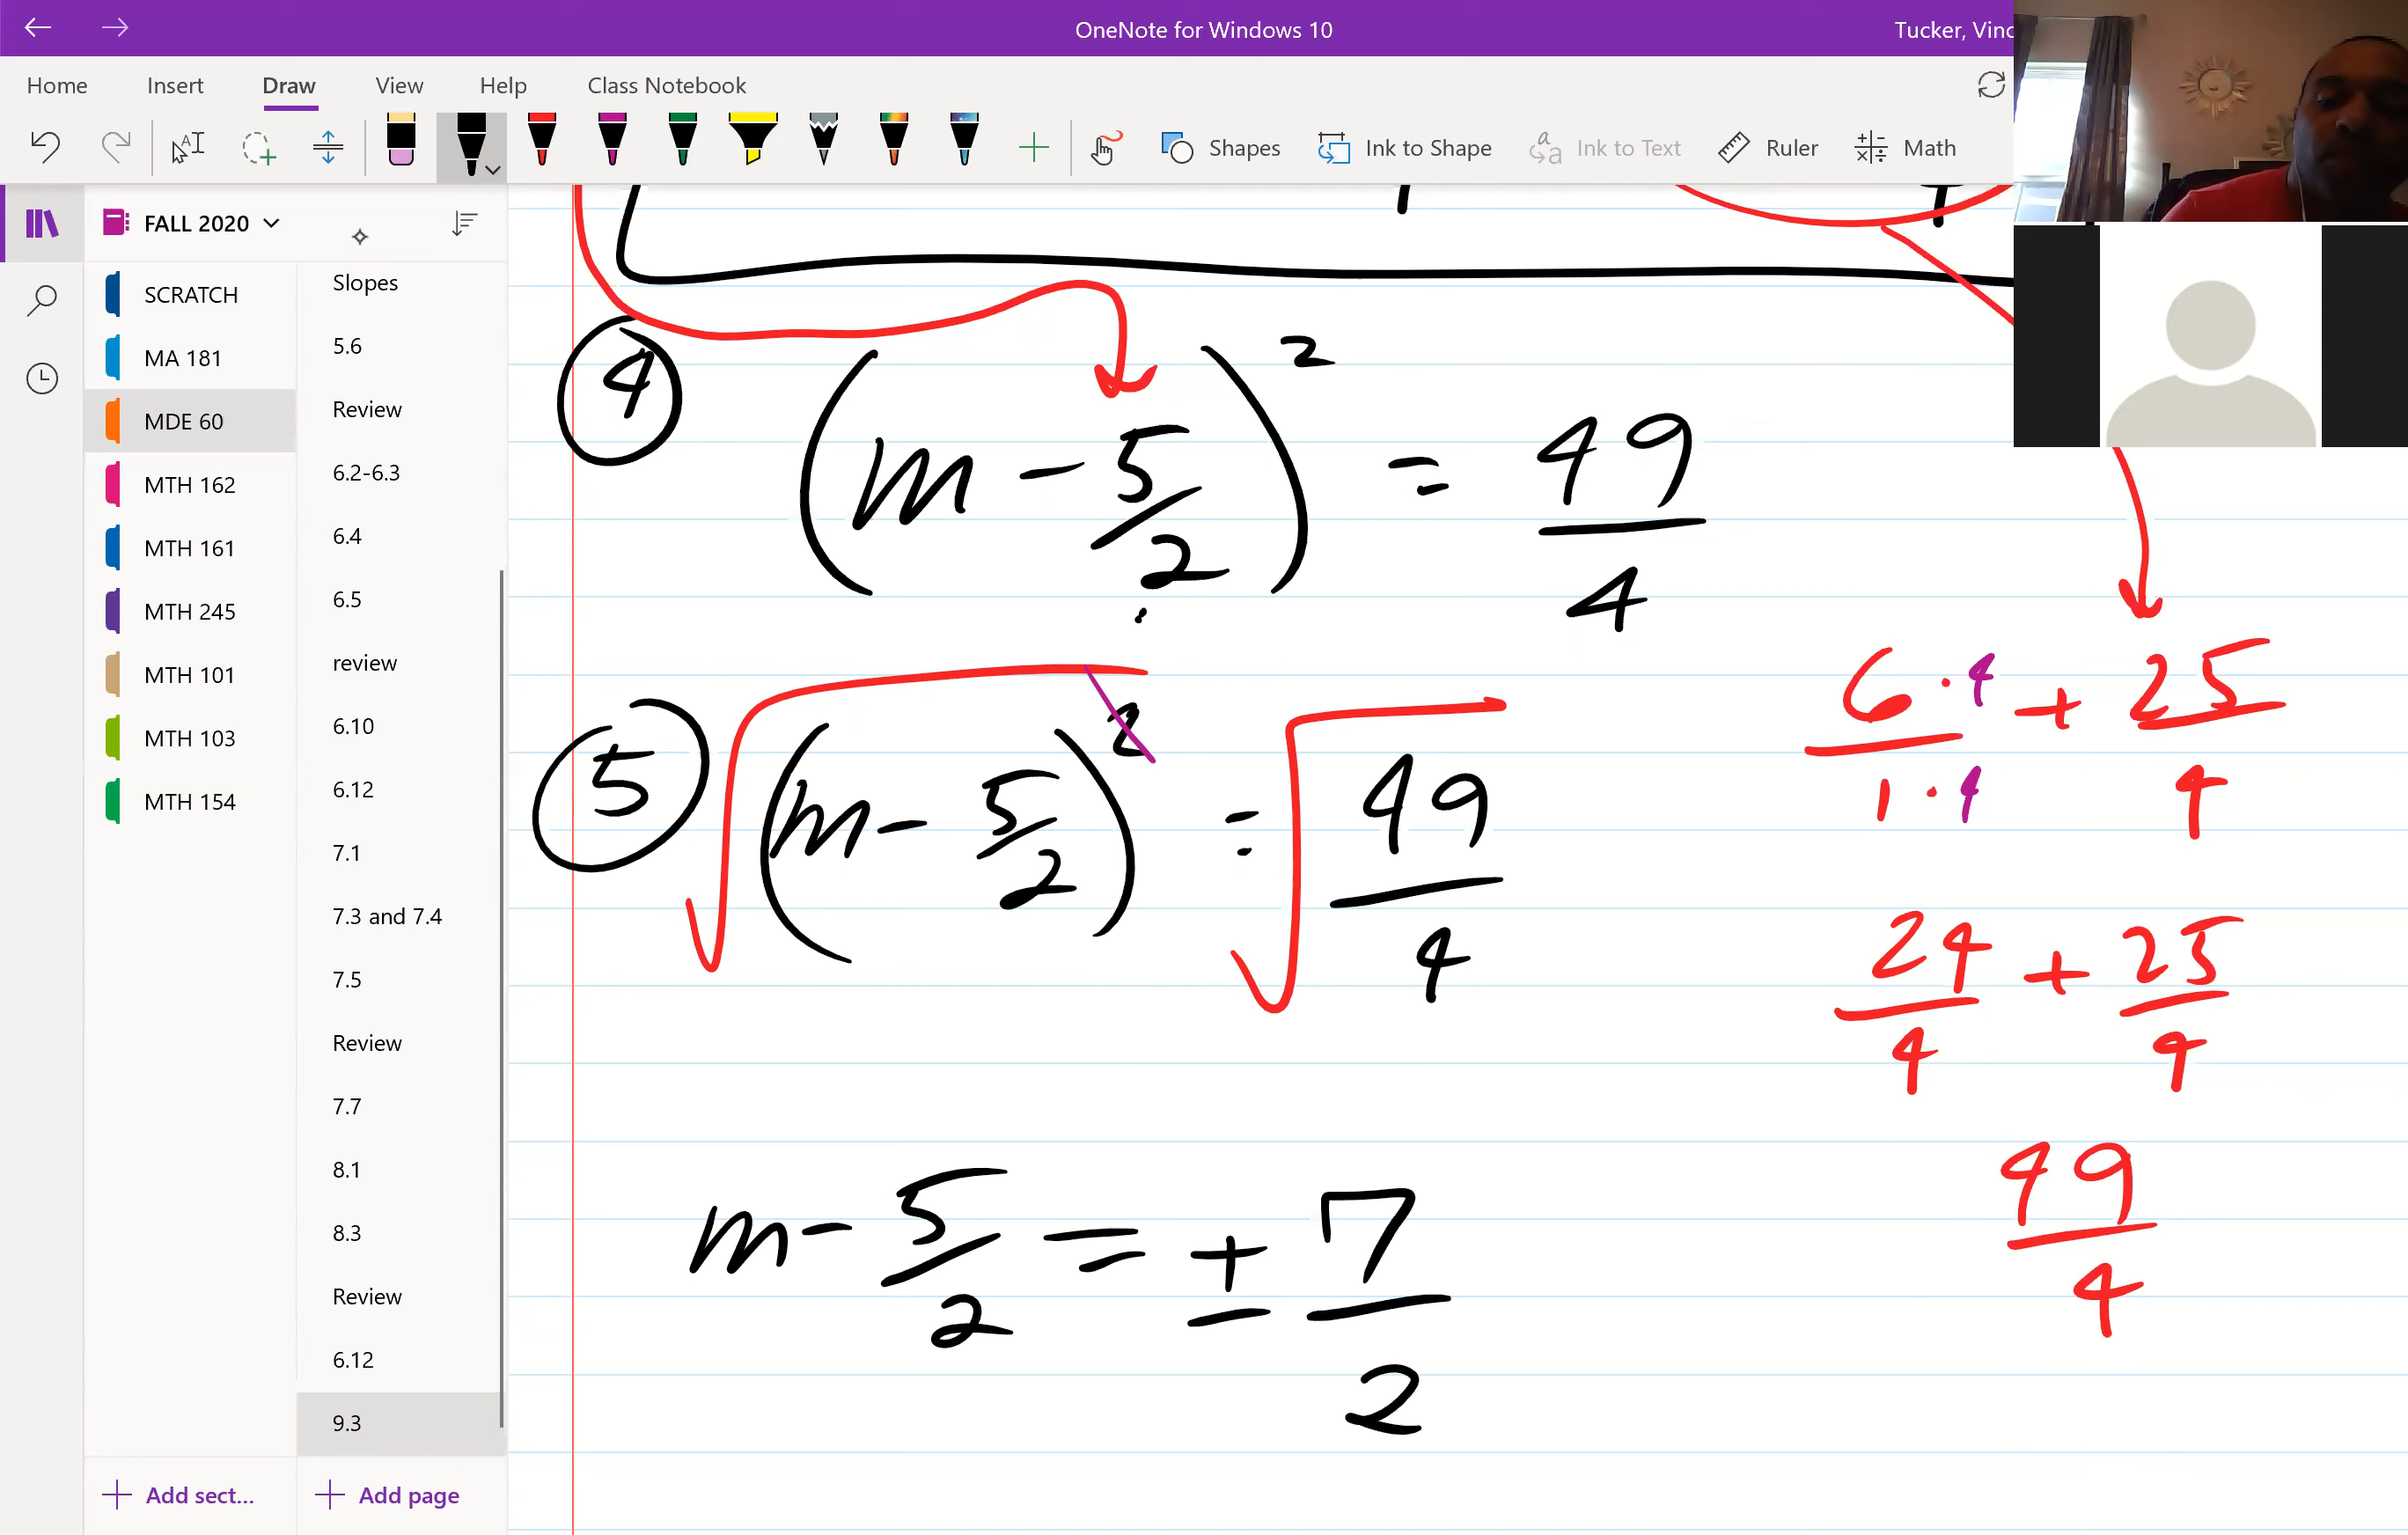 OneNote for Windows 10
Tucker, Vinc
Home Insert Draw View Help Class Notebook
Shapes Ink to Shape Ink to Text Ruler Math
FALL 2020
SCRATCH
MA 181
MDE 60
MTH 162
MTH 161
MTH 245
MTH 101
MTH 103
MTH 154
Add sect...
Slopes
5.6
Review
6.2-6.3
6.4
6.5
review
6.10
6.12
7.1
7.3 and 7.4
7.5
Review
7.7
8.1
8.3
Review
6.12
9.3
Add page
④ (m - 5/2)² = 49/4
⑤ √(m - 5/2)² = √49/4
m - 5/2 = ± 7/2
6·4/1·4 + 25/4
24/4 + 25/4
49/4